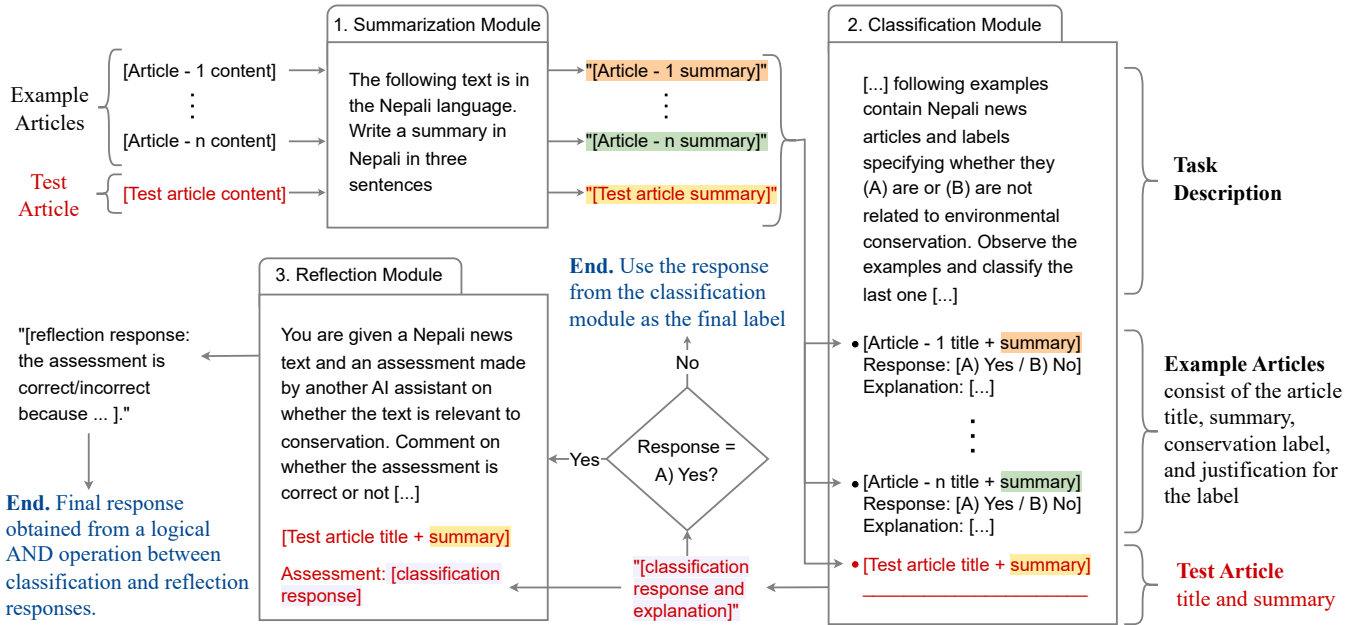 1. Summarization Module
Example
Articles
[Article - 1 content]
⋮
[Article - n content]
Test
Article
[Test article content]
The following text is in
the Nepali language.
Write a summary in
Nepali in three
sentences
"[Article - 1 summary]"
⋮
"[Article - n summary]"
"[Test article summary]"
2. Classification Module
[...] following examples
contain Nepali news
articles and labels
specifying whether they
(A) are or (B) are not
related to environmental
conservation. Observe the
examples and classify the
last one [...]
Task
Description
• [Article - 1 title + summary]
Response: [A) Yes / B) No]
Explanation: [...]
⋮
• [Article - n title + summary]
Response: [A) Yes / B) No]
Explanation: [...]
Example Articles
consist of the article
title, summary,
conservation label,
and justification for
the label
• [Test article title + summary]
Test Article
title and summary
"[classification
response and
explanation]"
Response =
A) Yes?
No
Yes
End. Use the response
from the classification
module as the final label
3. Reflection Module
You are given a Nepali news
text and an assessment made
by another AI assistant on
whether the text is relevant to
conservation. Comment on
whether the assessment is
correct or not [...]
[Test article title + summary]
Assessment: [classification
response]
"[reflection response:
the assessment is
correct/incorrect
because ... ]."
End. Final response
obtained from a logical
AND operation between
classification and reflection
responses.